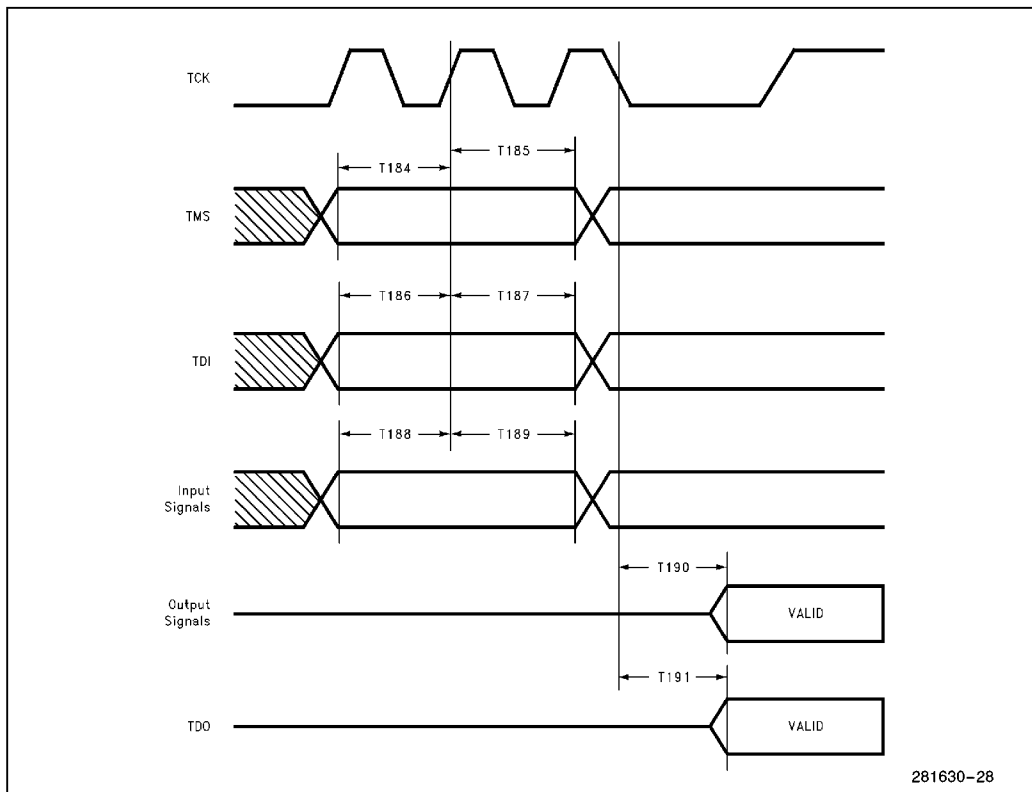 TCK
T185
T184
TMS
T186
T187
TDI
T188
T189
Input
Signals
T190
Output
Signals
VALID
T191
TDO
VALID
281630-28